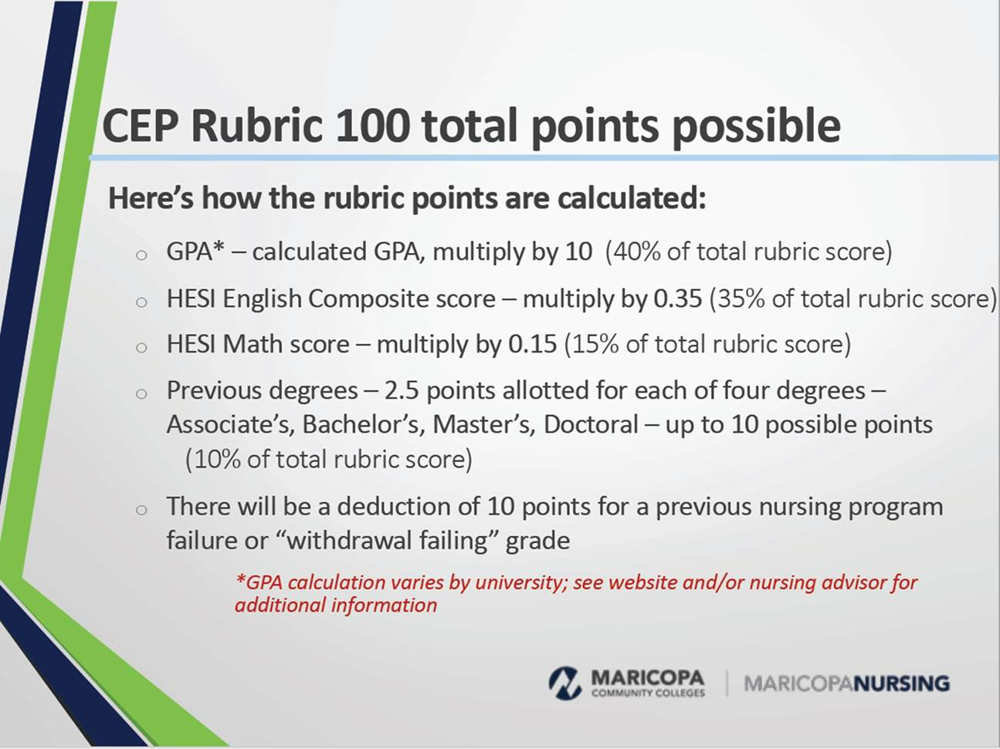 CEP Rubric 100 total points possible
Here’s how the rubric points are calculated:
o GPA* – calculated GPA, multiply by 10 (40% of total rubric score)
o HESI English Composite score – multiply by 0.35 (35% of total rubric score)
o HESI Math score – multiply by 0.15 (15% of total rubric score)
o Previous degrees – 2.5 points allotted for each of four degrees –
Associate’s, Bachelor’s, Master’s, Doctoral – up to 10 possible points
(10% of total rubric score)
o There will be a deduction of 10 points for a previous nursing program
failure or “withdrawal failing” grade
*GPA calculation varies by university; see website and/or nursing advisor for
additional information
MARICOPA
COMMUNITY COLLEGES
MARICOPANURSING